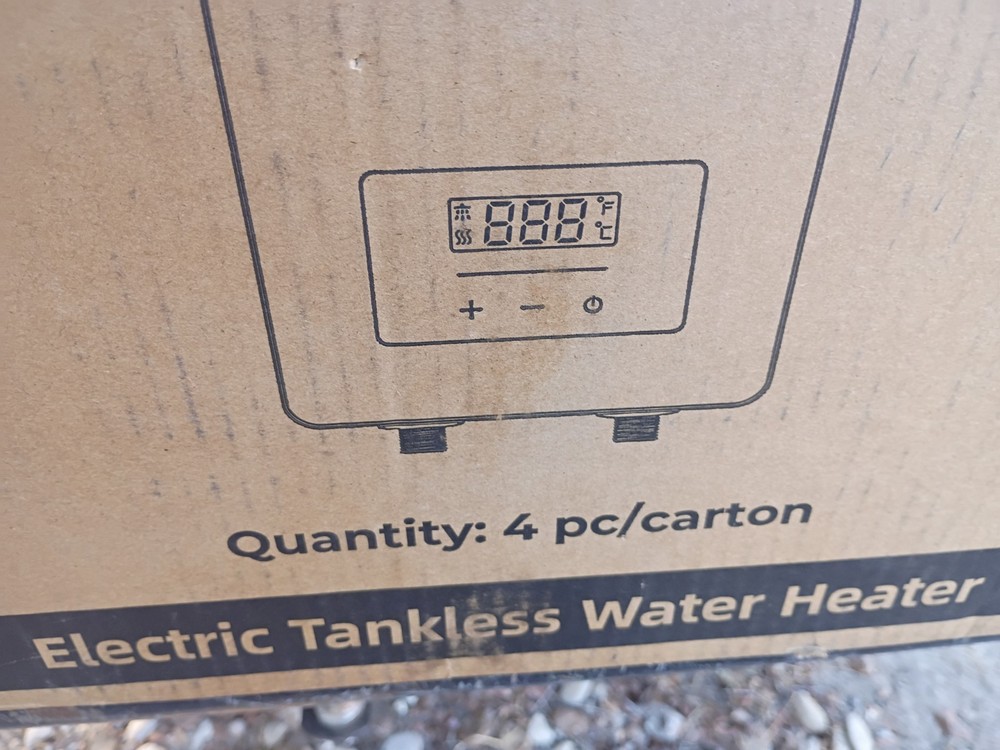 888 °F
°C
+ −
Quantity: 4 pc/carton
Electric Tankless Water Heater